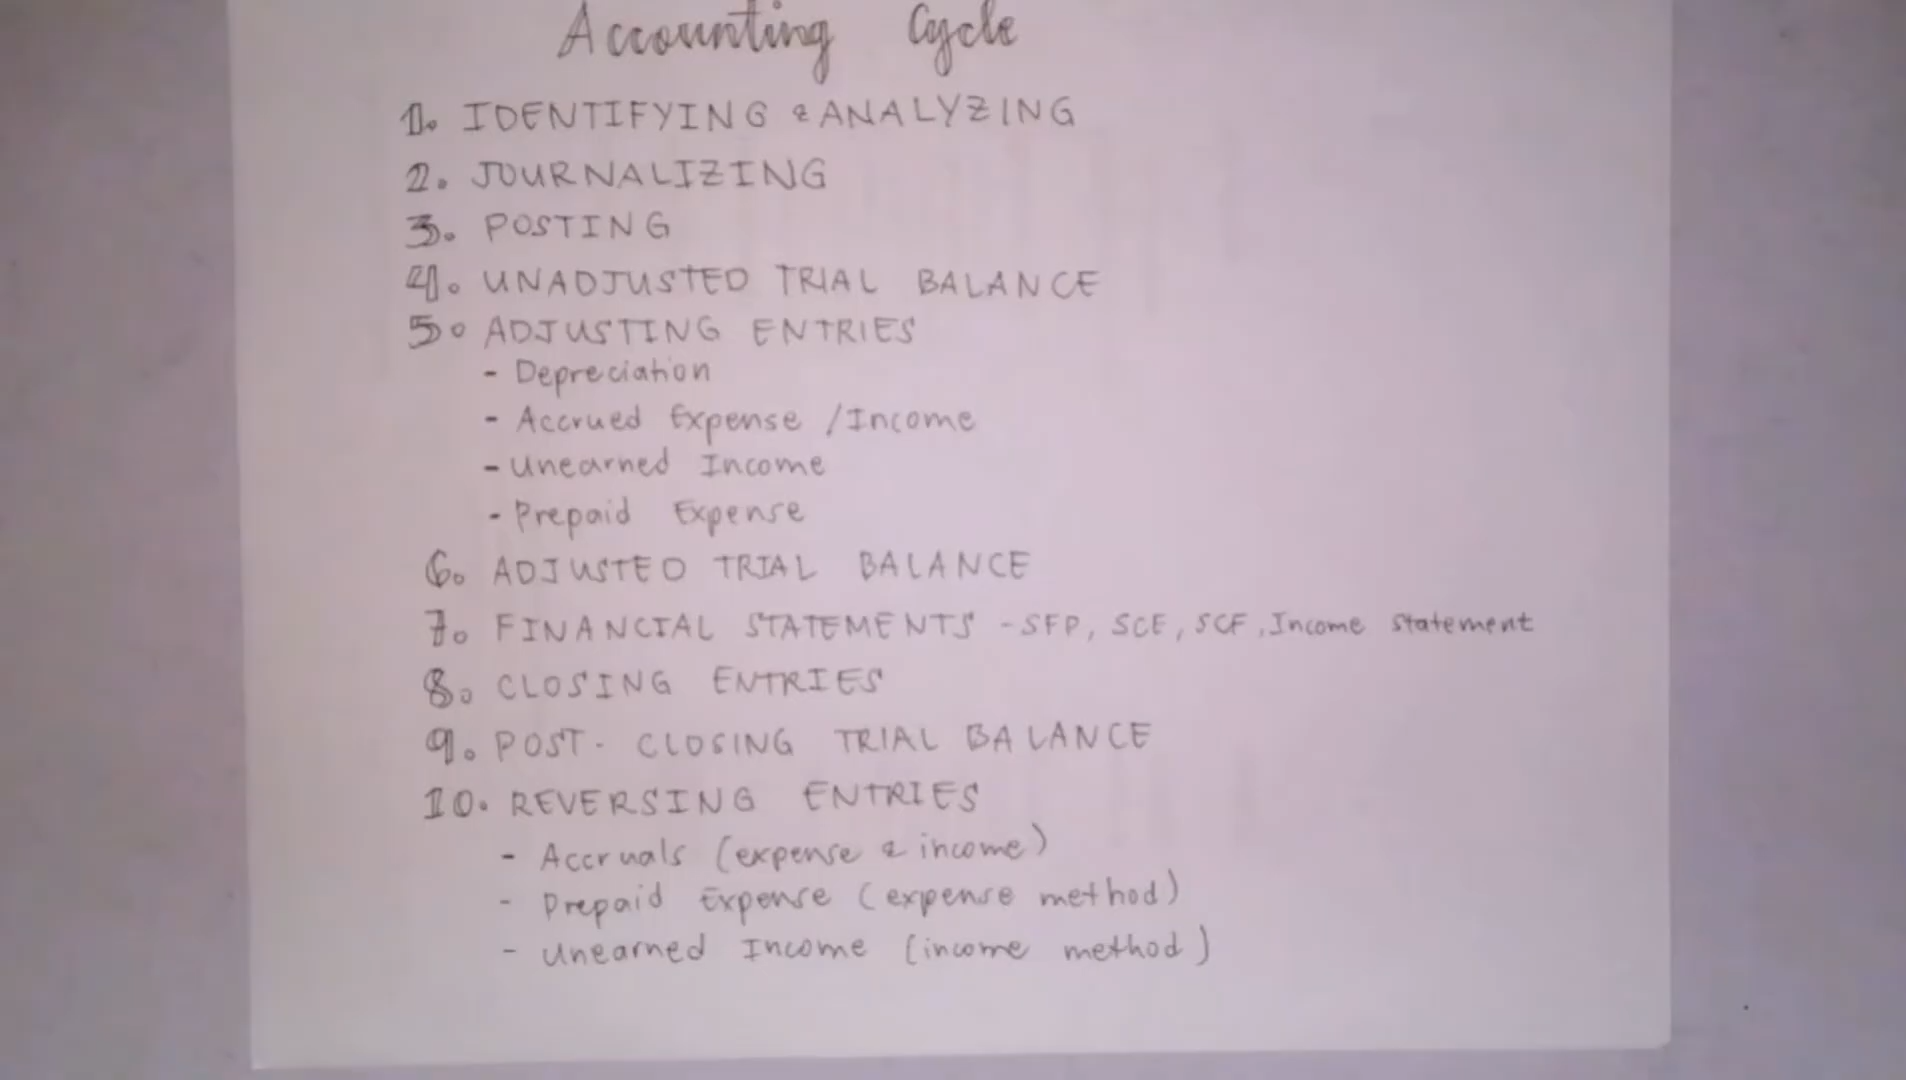 Accounting Cycle
1. IDENTIFYING & ANALYZING
2. JOURNALIZING
3. POSTING
4. UNADJUSTED TRIAL BALANCE
5. ADJUSTING ENTRIES
- Depreciation
- Accrued Expense / Income
- Unearned Income
- Prepaid Expense
6. ADJUSTED TRIAL BALANCE
7. FINANCIAL STATEMENTS - SFP, SCE, SCF, Income Statement
8. CLOSING ENTRIES
9. POST - CLOSING TRIAL BALANCE
10. REVERSING ENTRIES
- Accruals (expense & income)
- Prepaid Expense (expense method)
- Unearned Income (income method)